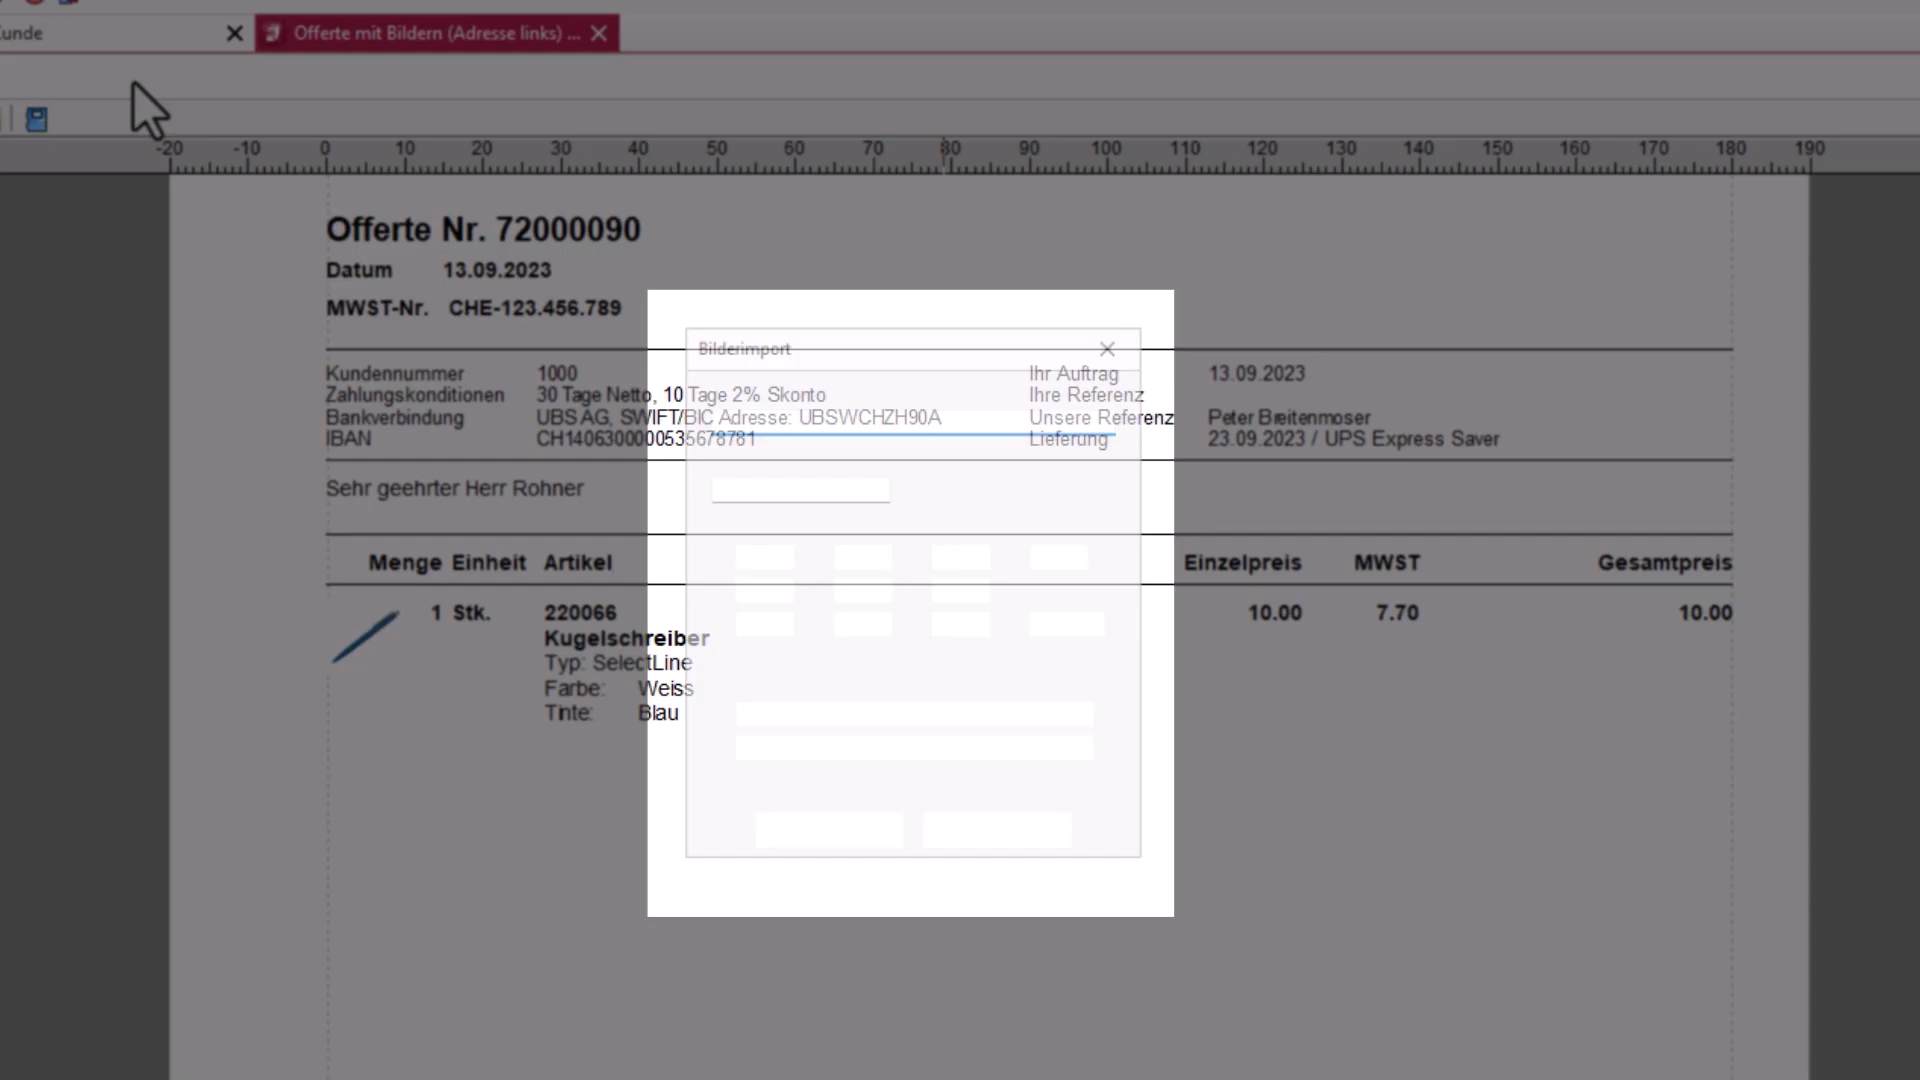 Offerte mit Bildern (Adresse links) ...
-20 -10 0 10 20 30 40 50 60 70 80 90 100 110 120 130 140 150 160 170 180 190
Offerte Nr. 72000090
Datum 13.09.2023
MWST-Nr. CHE-123.456.789
Bilderimport
Kundennummer 1000 Ihr Auftrag 13.09.2023
Zahlungskonditionen 30 Tage Netto, 10 Tage 2% Skonto Ihre Referenz
Bankverbindung UBS AG, SWIFT/BIC Adresse: UBSWCHZH90A Unsere Referenz Peter Breitenmoser
IBAN CH1406300000535678781 Lieferung 23.09.2023 / UPS Express Saver
Sehr geehrter Herr Rohner
Menge Einheit Artikel Einzelpreis MWST Gesamtpreis
1 Stk. 220066 10.00 7.70 10.00
Kugelschreiber
Typ: SelectLine
Farbe: Weiss
Tinte: Blau